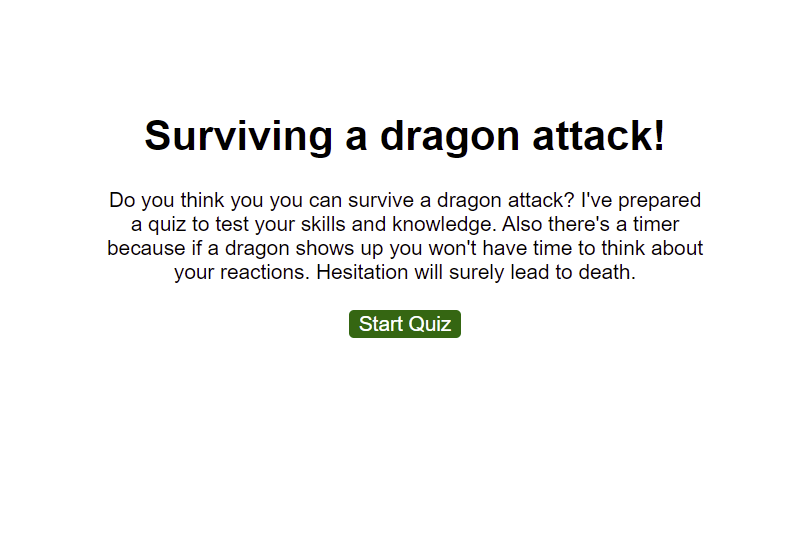 Surviving a dragon attack!
Do you think you you can survive a dragon attack? I've prepared
a quiz to test your skills and knowledge. Also there's a timer
because if a dragon shows up you won't have time to think about
your reactions. Hesitation will surely lead to death.
Start Quiz